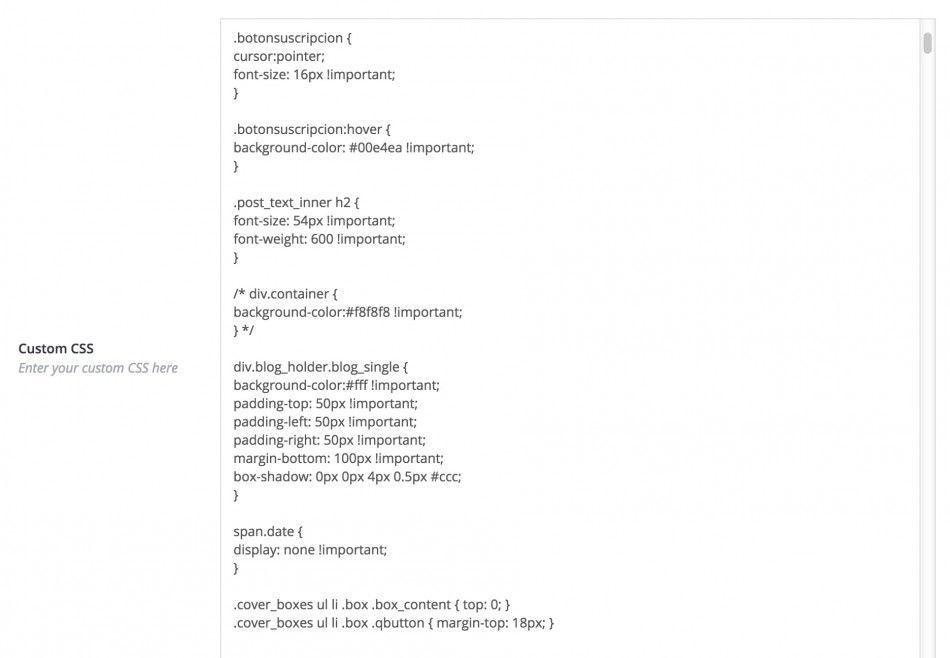 .botonsuscripcion {
cursor:pointer;
font-size: 16px !important;
}
.botonsuscripcion:hover {
background-color: #00e4ea !important;
}
.post_text_inner h2 {
font-size: 54px !important;
font-weight: 600 !important;
}
/* div.container {
background-color:#f8f8f8 !important;
} */
Custom CSS
Enter your custom CSS here
div.blog_holder.blog_single {
background-color:#fff !important;
padding-top: 50px !important;
padding-left: 50px !important;
padding-right: 50px !important;
margin-bottom: 100px !important;
box-shadow: 0px 0px 4px 0.5px #ccc;
}
span.date {
display: none !important;
}
.cover_boxes ul li .box .box_content { top: 0; }
.cover_boxes ul li .box .qbutton { margin-top: 18px; }